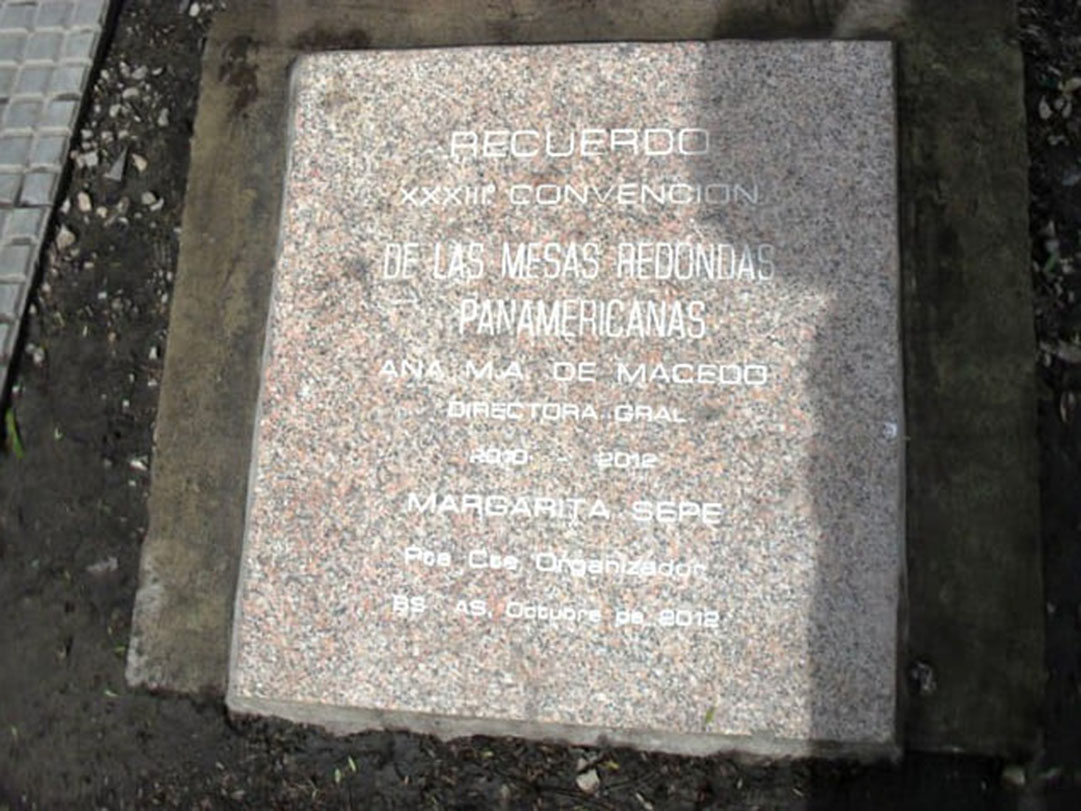 RECUERDO
XXXIIIª CONVENCION
DE LAS MESAS REDONDAS
PANAMERICANAS
ANA M.A. DE MACEDO
DIRECTORA GRAL
2010 - 2012
MARGARITA SEPE
Pta Cte Organizador
BS AS. Octubre de 2012